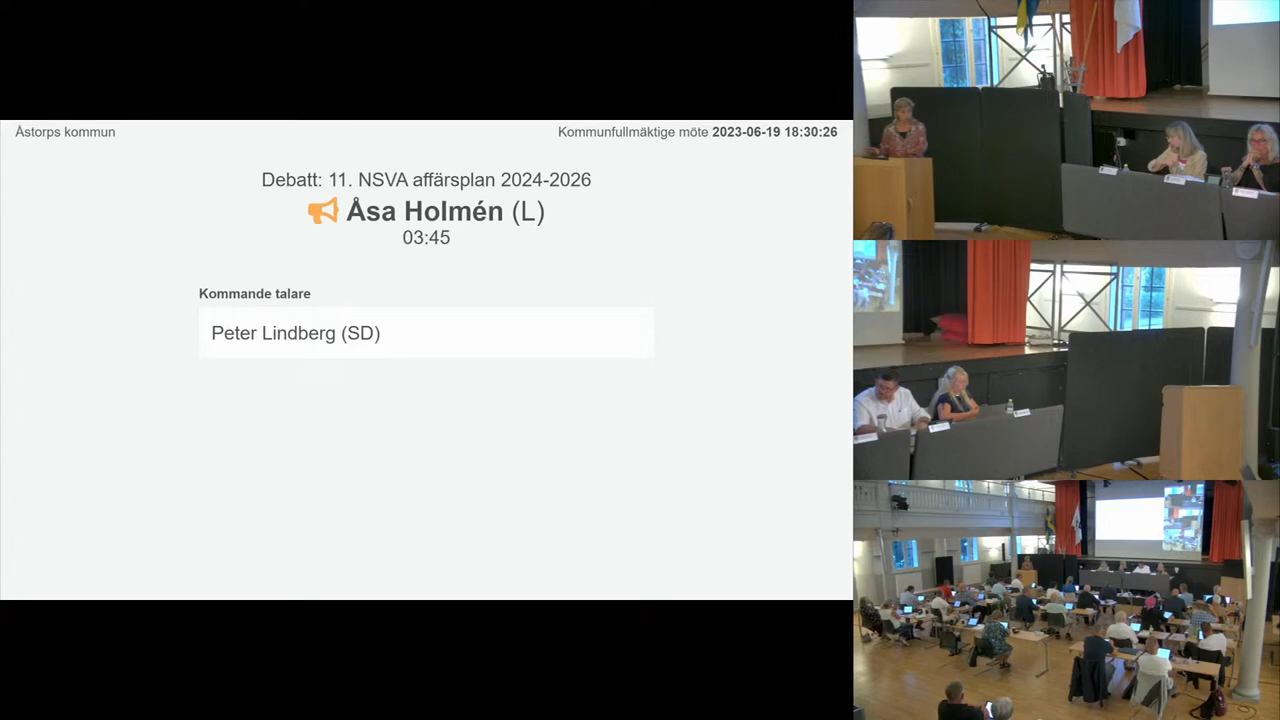 Åstorps kommun
Kommunfullmäktige möte 2023-06-19 18:30:26
Debatt: 11. NSVA affärsplan 2024-2026
Åsa Holmén (L)
03:45
Kommande talare
Peter Lindberg (SD)